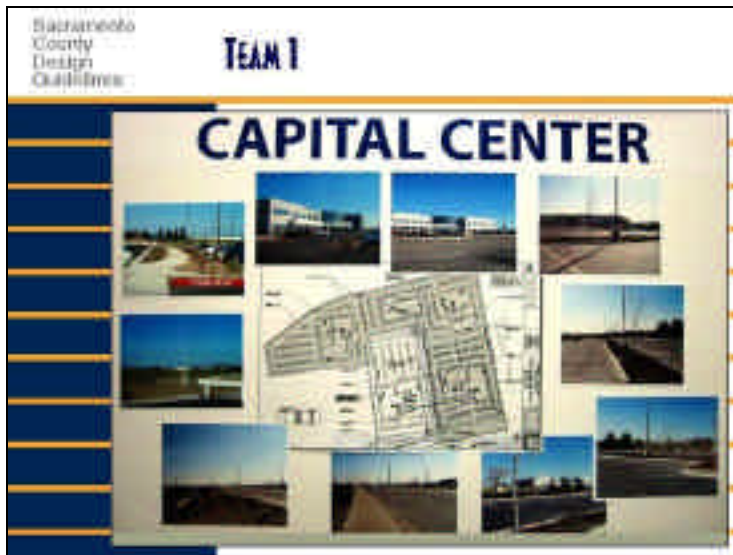 Sacramento
County
Design
Guidelines
TEAM 1
CAPITAL CENTER